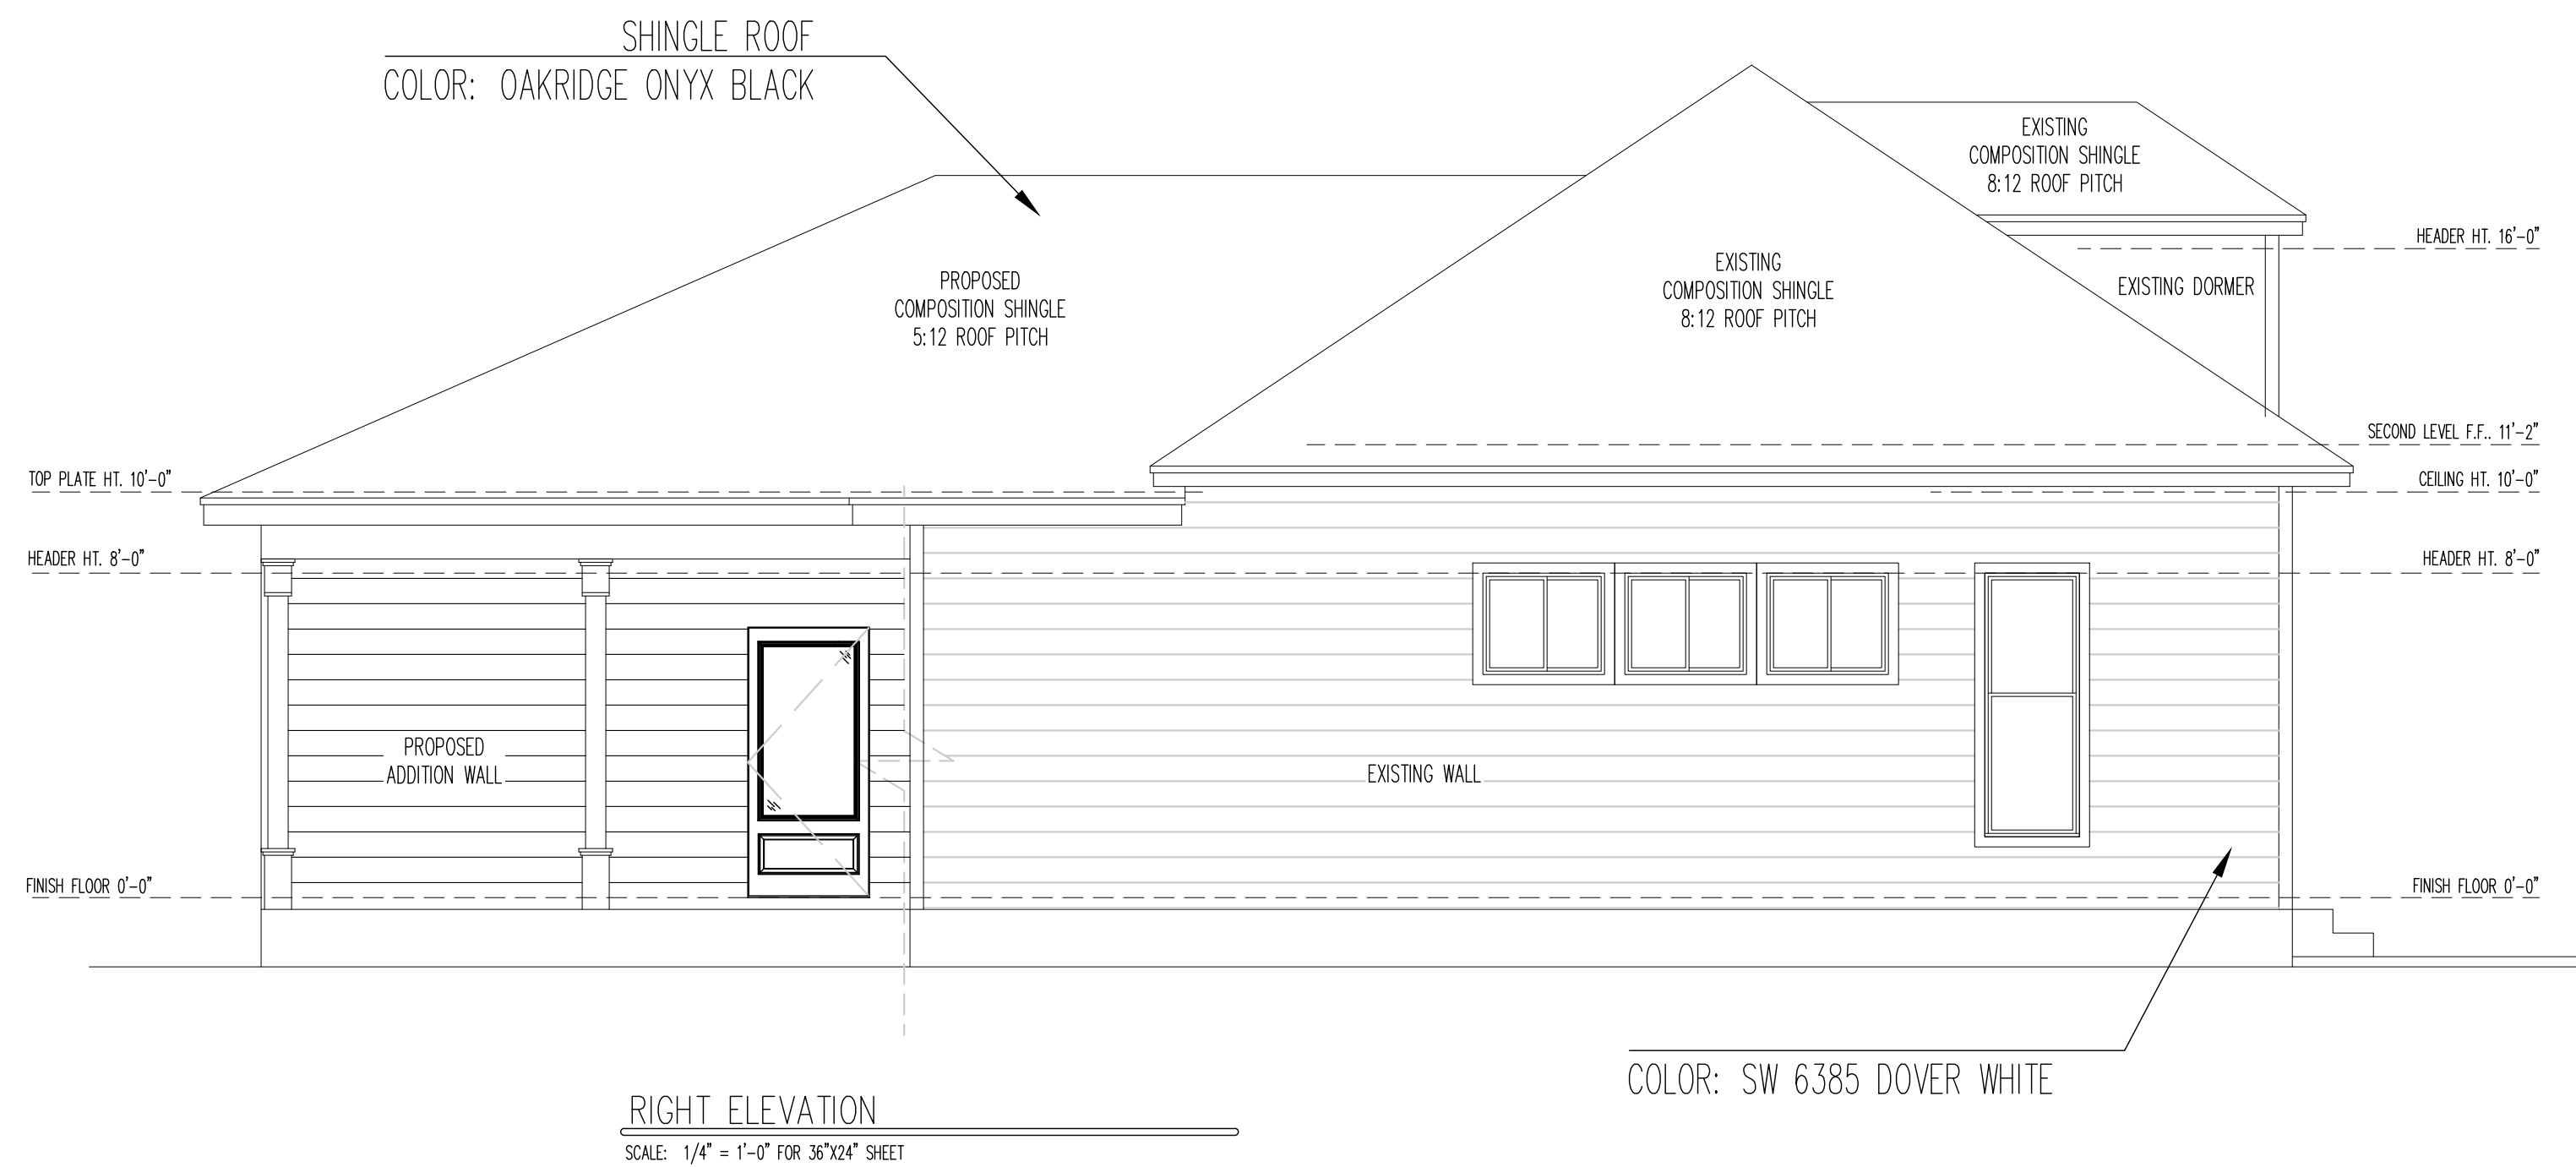 SHINGLE ROOF
COLOR: OAKRIDGE ONYX BLACK
EXISTING
COMPOSITION SHINGLE
8:12 ROOF PITCH
HEADER HT. 16'-0"
EXISTING DORMER
EXISTING
COMPOSITION SHINGLE
8:12 ROOF PITCH
PROPOSED
COMPOSITION SHINGLE
5:12 ROOF PITCH
SECOND LEVEL F.F.. 11'-2"
TOP PLATE HT. 10'-0"
CEILING HT. 10'-0"
HEADER HT. 8'-0"
HEADER HT. 8'-0"
PROPOSED
ADDITION WALL
EXISTING WALL
FINISH FLOOR 0'-0"
FINISH FLOOR 0'-0"
COLOR: SW 6385 DOVER WHITE
RIGHT ELEVATION
SCALE: 1/4" = 1'-0" FOR 36"X24" SHEET